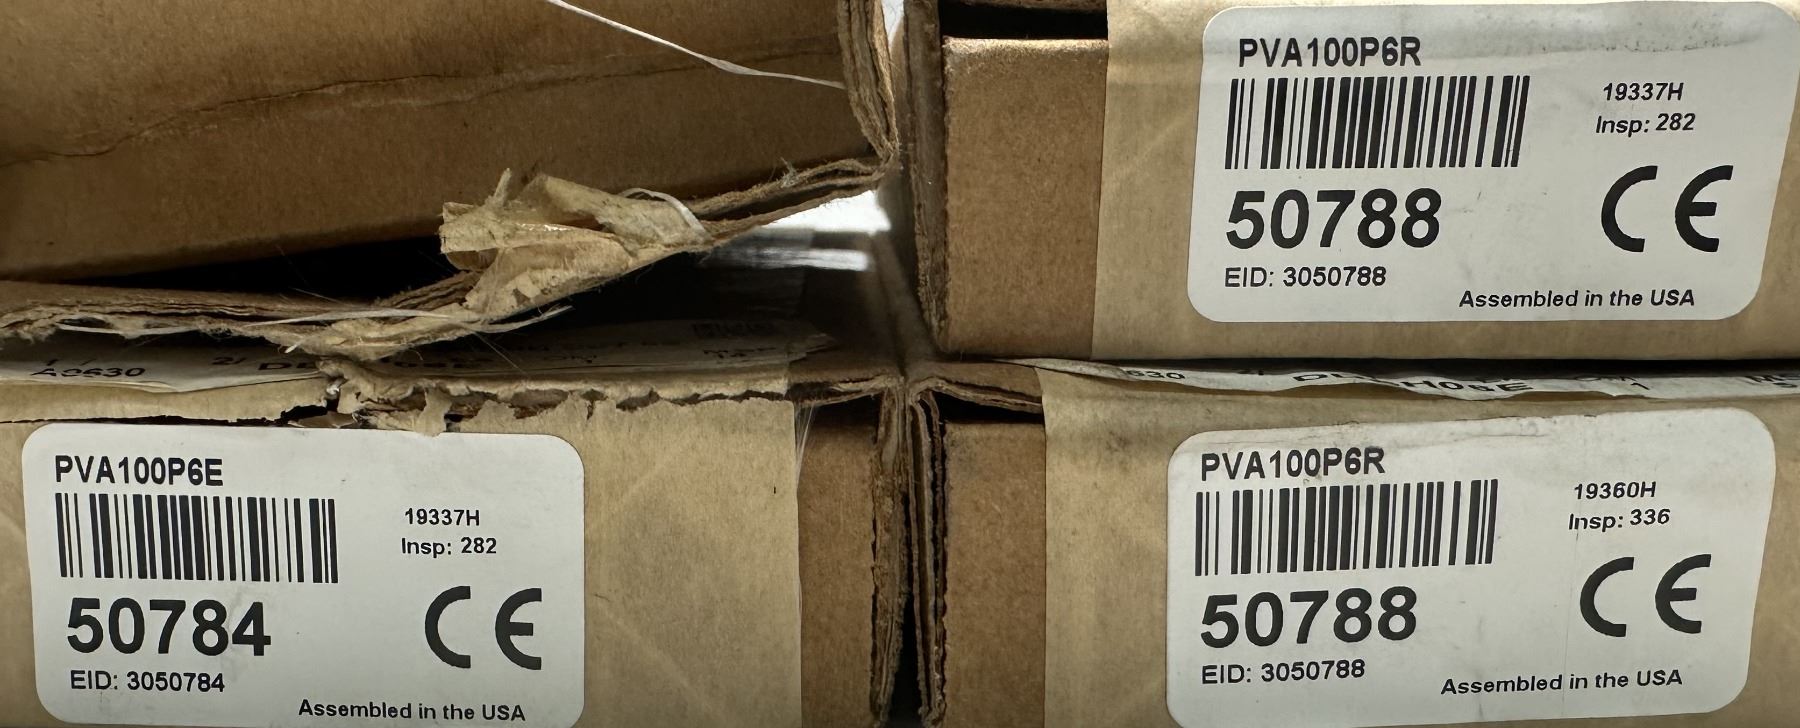 PVA100P6R
19337H
Insp: 282
50788
CE
EID: 3050788
Assembled in the USA
A0630
PVA100P6E
19337H
Insp: 282
50784
CE
EID: 3050784
Assembled in the USA
PVA100P6R
19360H
Insp: 336
50788
CE
EID: 3050788
Assembled in the USA